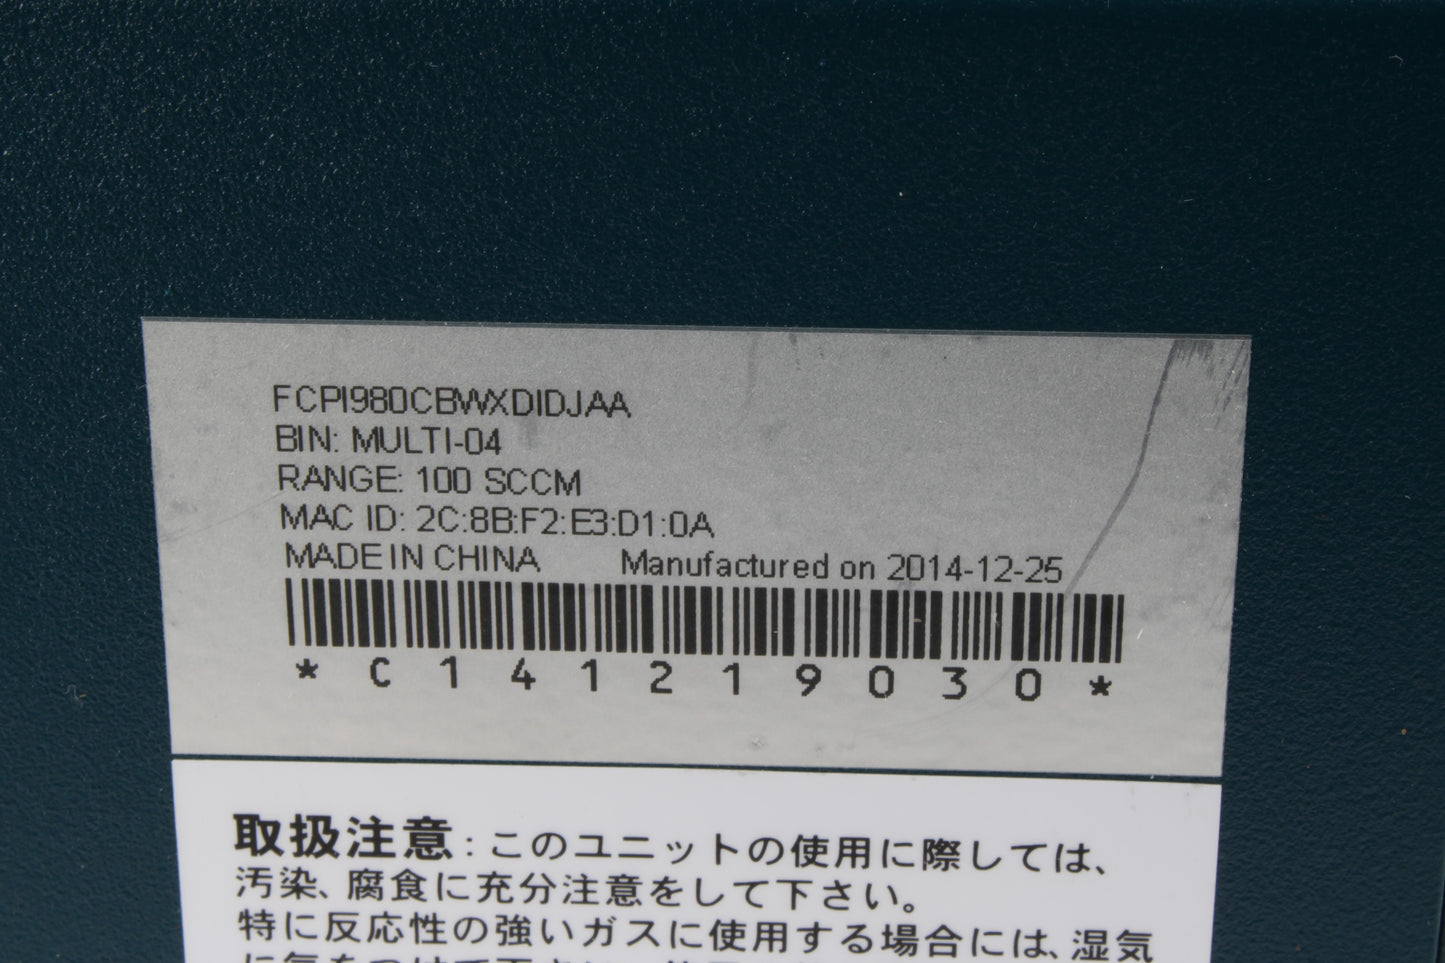 FCPI980CBWXDIDJAA
BIN: MULTI-04
RANGE: 100 SCCM
MAC ID: 2C:8B:F2:E3:D1:0A
MADE IN CHINA Manufactured on 2014-12-25
*C141219030*
取扱注意:このユニットの使用に際しては、
汚染、腐食に充分注意をして下さい。
特に反応性の強いガスに使用する場合には、湿気